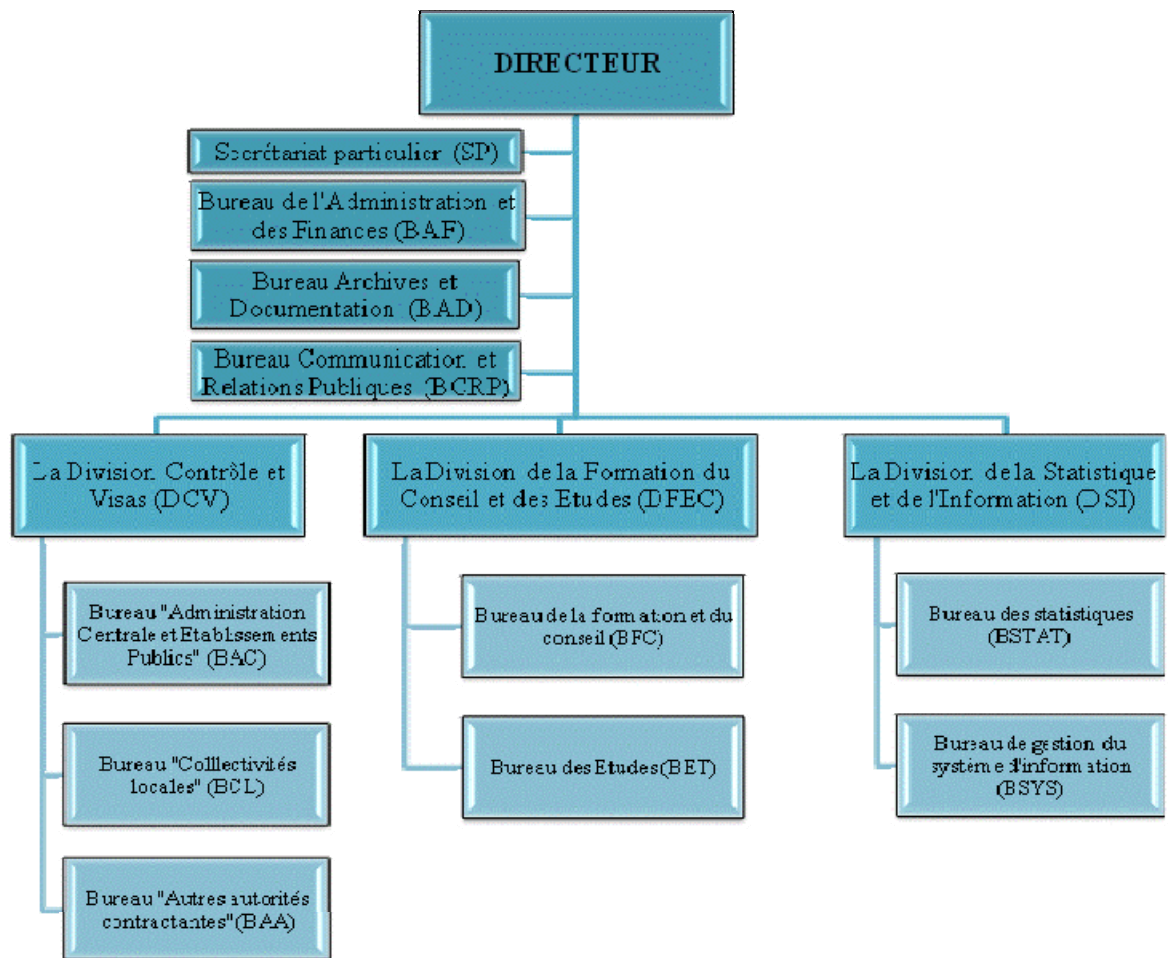 DIRECTEUR
Secrétariat particulier (SP)
Bureau de l'Administration et
des Finances (BAF)
Bureau Archives et
Documentation (BAD)
Bureau Communication et
Relations Publiques (BCRP)
La Division Contrôle et
Visas (DCV)
La Division de la Formation du
Conseil et des Etudes (DFEC)
La Division de la Statistique
et de l'Information (DSI)
Bureau "Administration
Centrale et Etablissements
Publics" (BAC)
Bureau "Colllectivités
locales" (BCL)
Bureau "Autres autorités
contractantes" (BAA)
Bureau de la formation et du
conseil (BFC)
Bureau des Etudes (BET)
Bureau des statistiques
(BSTAT)
Bureau de gestion du
système d'information
(BSYS)